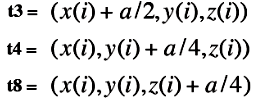 t3 = (x(i) + a/2, y(i), z(i))
t4 = (x(i), y(i) + a/4, z(i))
t8 = (x(i), y(i), z(i) + a/4)